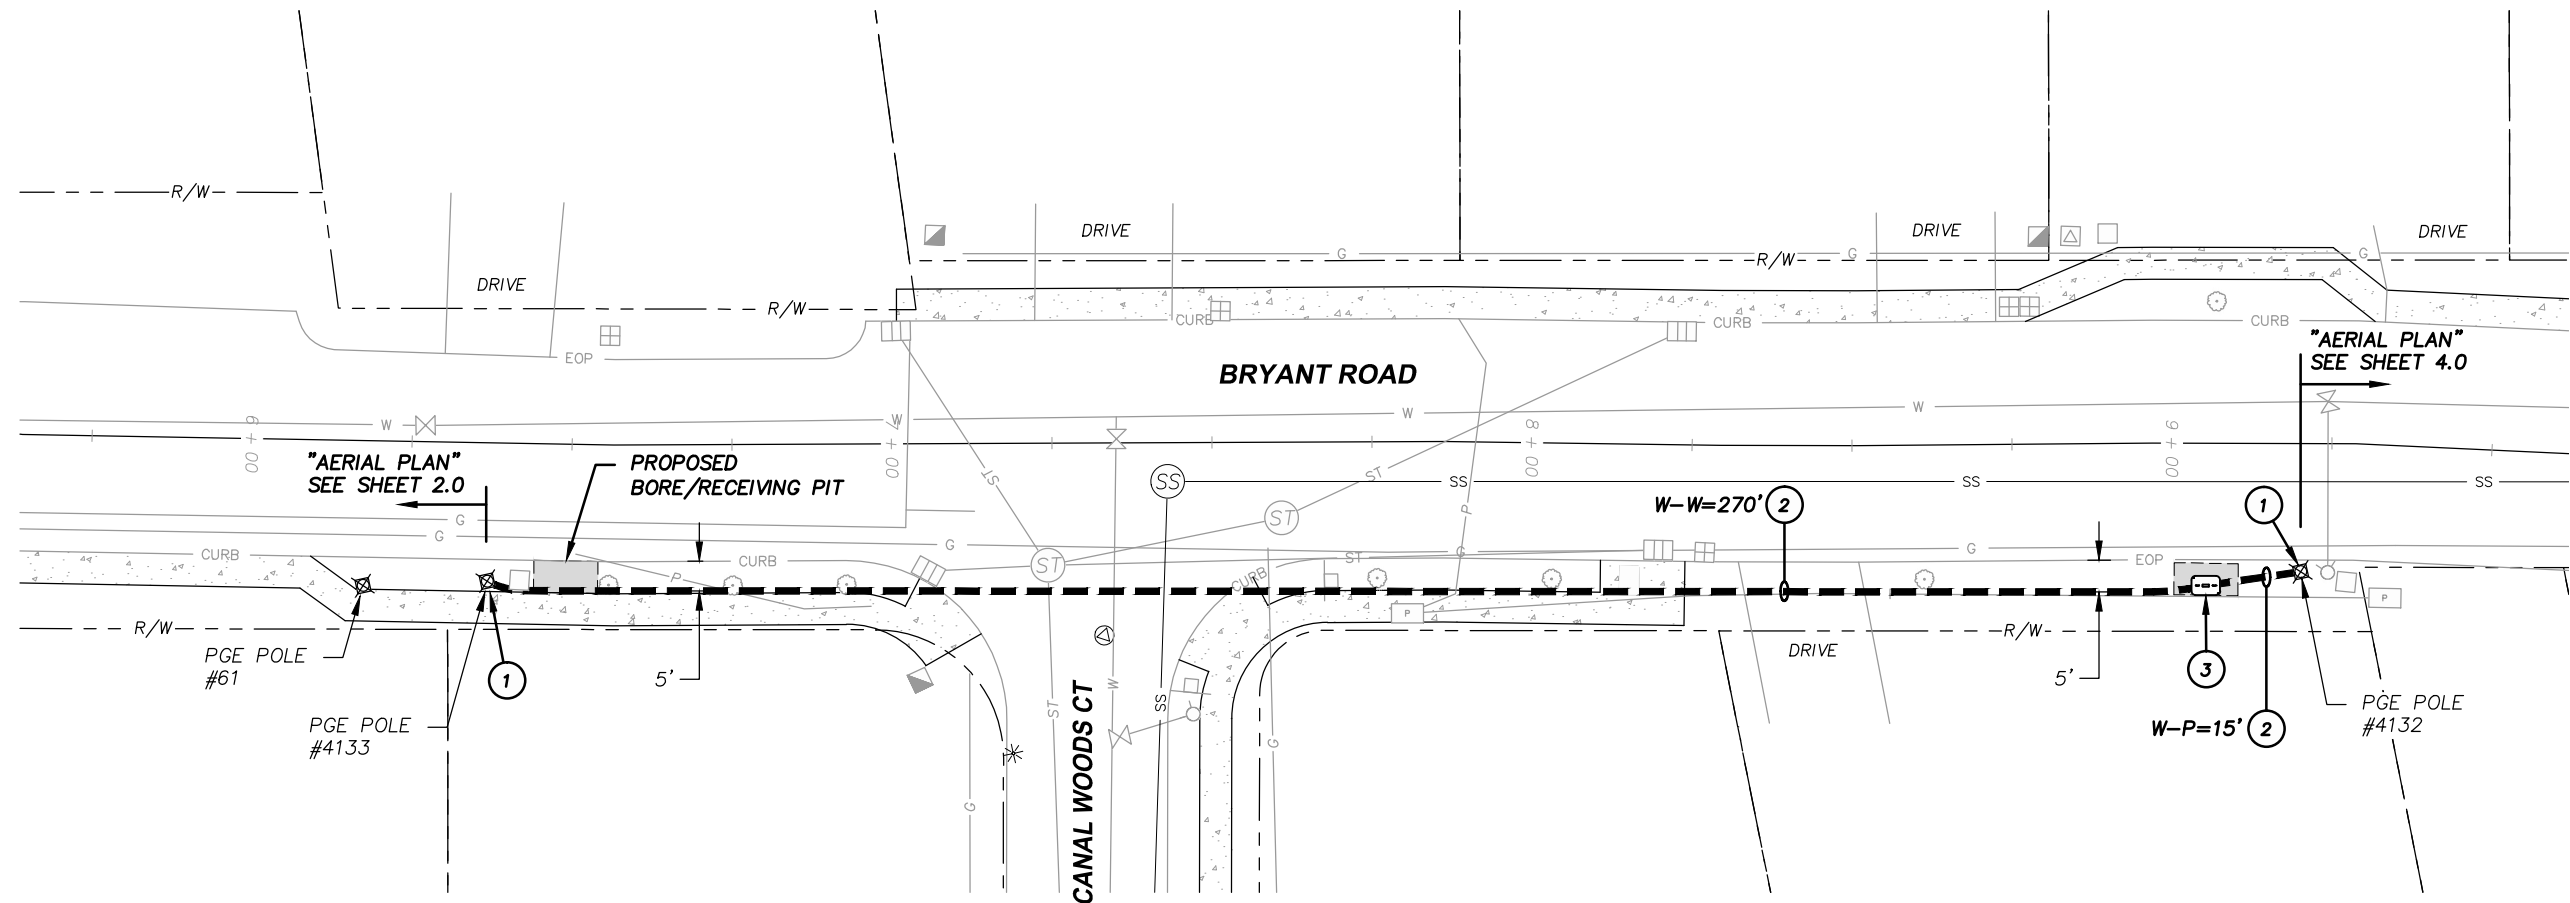 R/W
DRIVE
R/W
DRIVE
G
G
R/W
DRIVE
G
DRIVE
EOP
CURB
CURB
CURB
"AERIAL PLAN"
SEE SHEET 4.0
BRYANT ROAD
W
W
W
W
6+00
7+00
8+00
9+00
"AERIAL PLAN"
SEE SHEET 2.0
PROPOSED
BORE/RECEIVING PIT
ST
SS
ST
SS
SS
SS
W-W=270'
2
1
P
ST
G
G
G
G
G
CURB
CURB
ST
ST
EOP
P
CURB
P
P
R/W
PGE POLE
#61
1
5'
R/W
DRIVE
5'
3
PGE POLE
#4133
PGE POLE
#4132
W-P=15'
2
ST
W
SS
G
G
CANAL WOODS CT